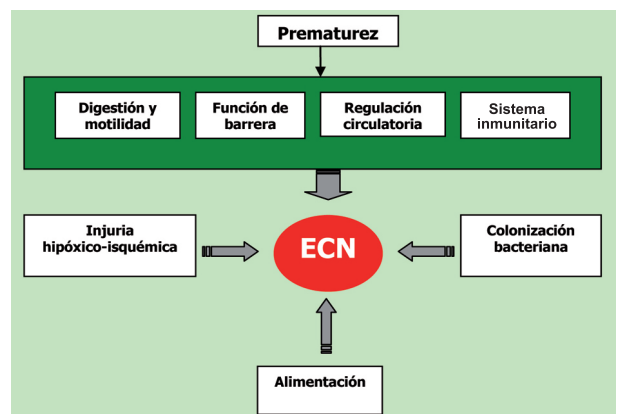 Prematurez
Digestión y
motilidad
Función de
barrera
Regulación
circulatoria
Sistema
inmunitario
Injuria
hipóxico-isquémica
ECN
Colonización
bacteriana
Alimentación